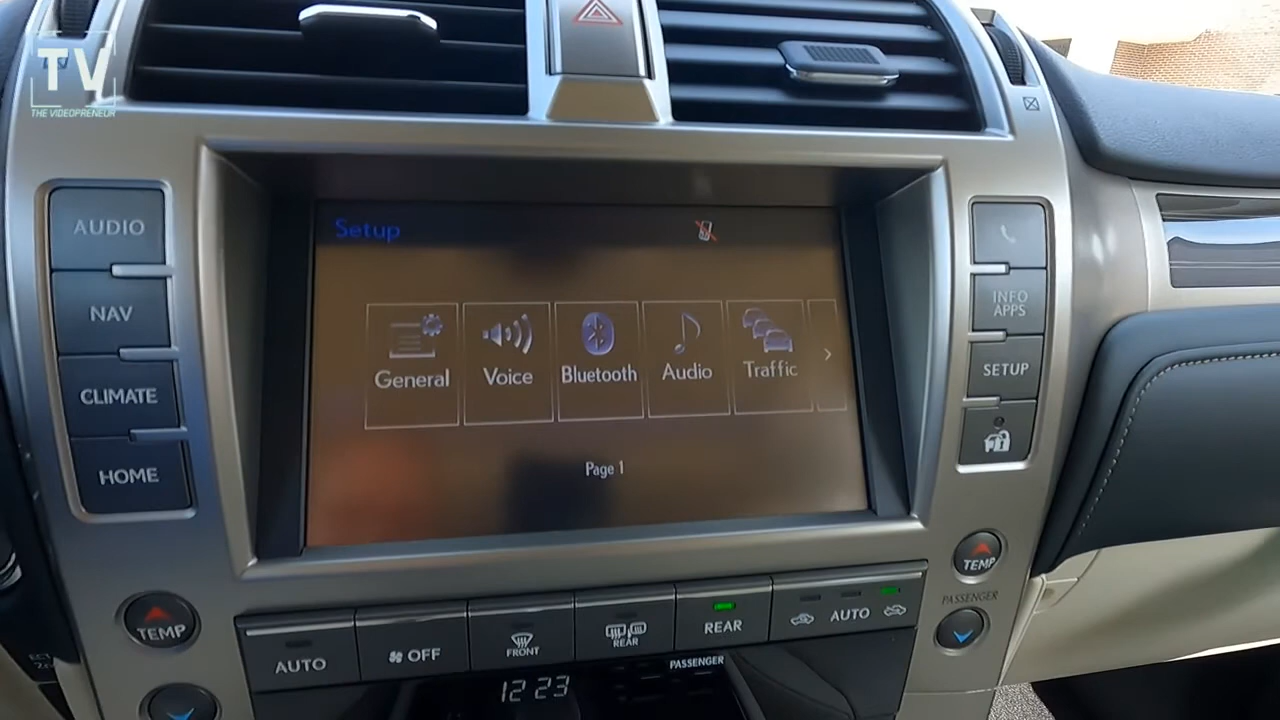 TV
THE VIDEOPRENEUR
AUDIO
NAV
CLIMATE
HOME
Setup
General
Voice
Bluetooth
Audio
Traffic
Page 1
INFO
APPS
SETUP
TEMP
TEMP
PASSENGER
AUTO
OFF
FRONT
REAR
REAR
AUTO
PASSENGER
12:23